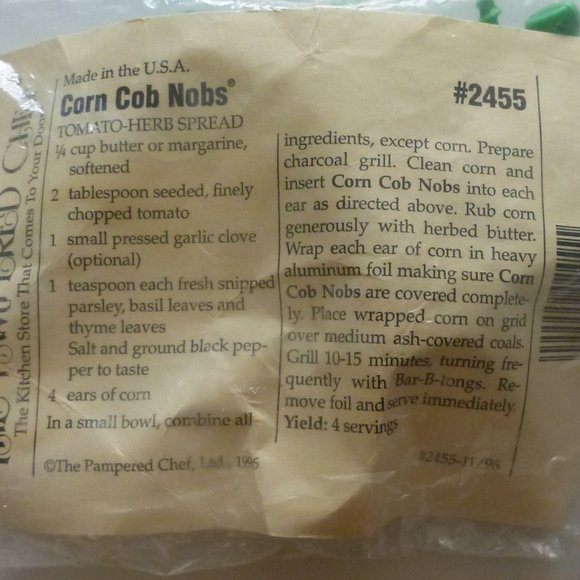 The Kitchen Store That Comes To Your Door
Made in the U.S.A.
Corn Cob Nobs®
#2455
TOMATO-HERB SPREAD
¼ cup butter or margarine,
softened
2 tablespoon seeded, finely
chopped tomato
1 small pressed garlic clove
(optional)
1 teaspoon each fresh snipped
parsley, basil leaves and
thyme leaves
Salt and ground black pep-
per to taste
4 ears of corn
In a small bowl, combine all
ingredients, except corn. Prepare
charcoal grill. Clean corn and
insert Corn Cob Nobs into each
ear as directed above. Rub corn
generously with herbed butter.
Wrap each ear of corn in heavy
aluminum foil making sure Corn
Cob Nobs are covered complete-
ly. Place wrapped corn on grid
over medium ash-covered coals.
Grill 10-15 minutes, turning fre-
quently with Bar-B-tongs. Re-
move foil and serve immediately.
Yield: 4 servings
©The Pampered Chef, Ltd., 1996
#2455-11/96